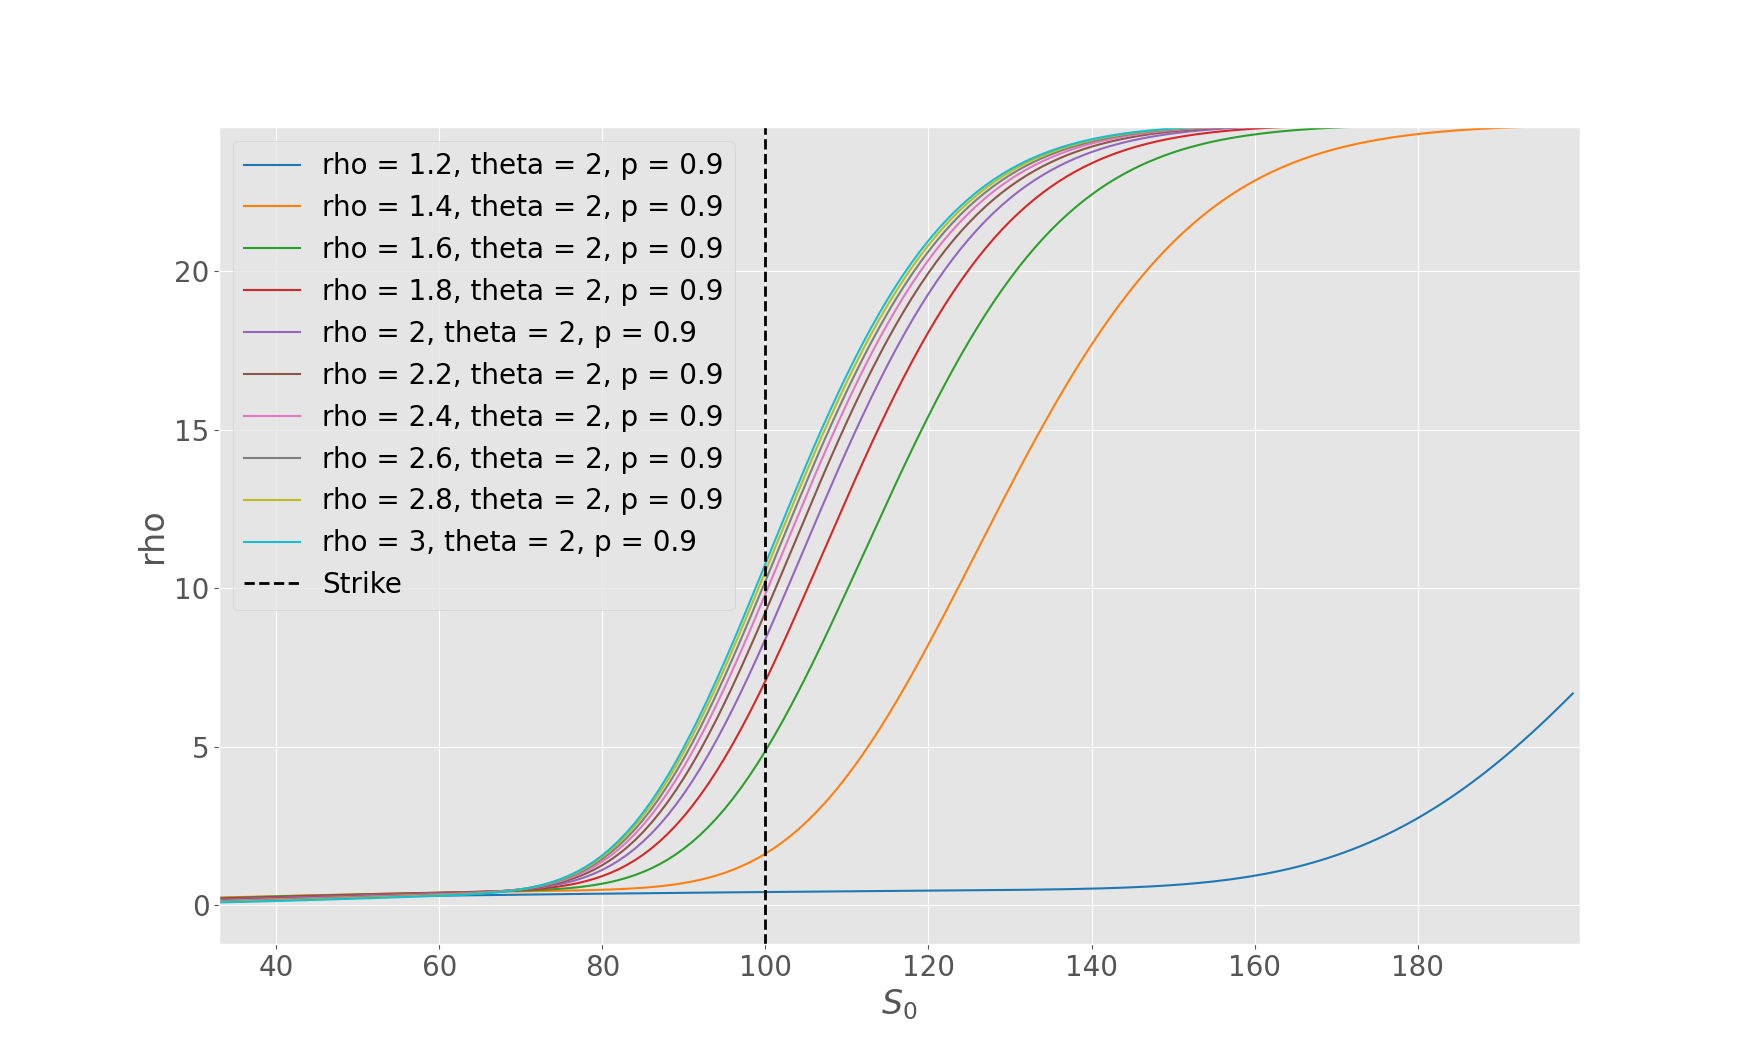 rho = 1.2, theta = 2, p = 0.9
rho = 1.4, theta = 2, p = 0.9
rho = 1.6, theta = 2, p = 0.9
rho = 1.8, theta = 2, p = 0.9
rho = 2, theta = 2, p = 0.9
rho = 2.2, theta = 2, p = 0.9
rho = 2.4, theta = 2, p = 0.9
rho = 2.6, theta = 2, p = 0.9
rho = 2.8, theta = 2, p = 0.9
rho = 3, theta = 2, p = 0.9
Strike
rho
20
15
10
5
0
40 60 80 100 120 140 160 180
S₀